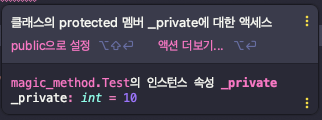 클래스의 protected 멤버 _private에 대한 액세스
public으로 설정 ⌥⇧⏎ 액션 더보기... ⌥⏎
magic_method.Test의 인스턴스 속성 _private
_private: int = 10